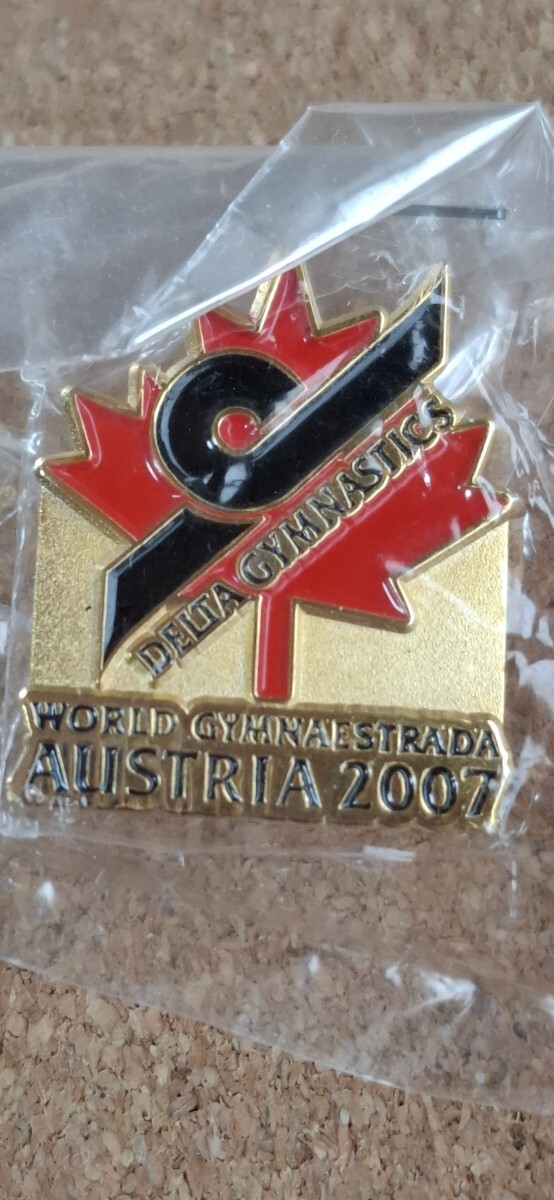 DELTA GYMNASTICS
WORLD GYMNAESTRADA
AUSTRIA 2007